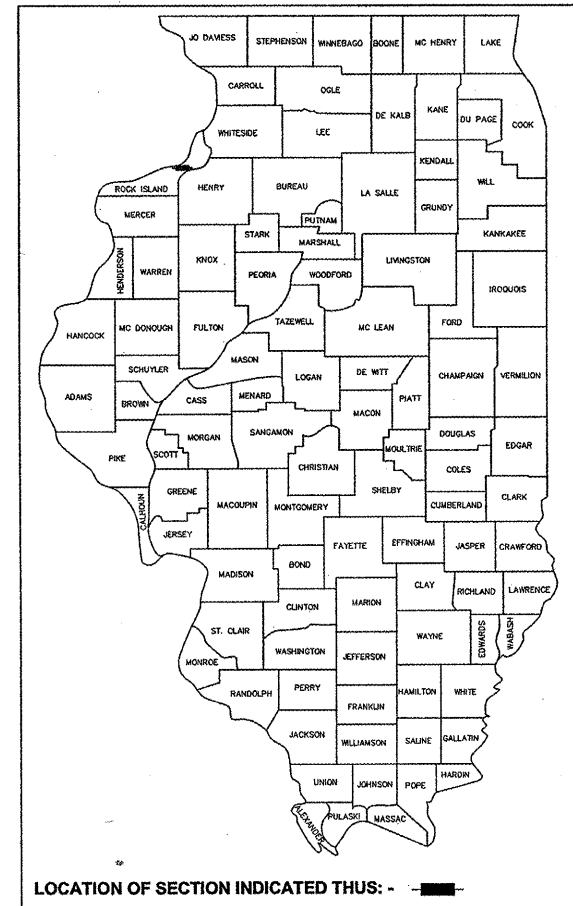 JO DAVIESS STEPHENSON WINNEBAGO BOONE MC HENRY LAKE
CARROLL OGLE
DE KALB KANE DU PAGE COOK
WHITESIDE LEE
KENDALL
WILL
ROCK ISLAND HENRY BUREAU LA SALLE
MERCER PUTNAM GRUNDY
STARK MARSHALL KANKAKEE
HENDERSON WARREN KNOX PEORIA WOODFORD LIVINGSTON
IROQUOIS
HANCOCK MC DONOUGH FULTON TAZEWELL MC LEAN FORD
MASON
SCHUYLER LOGAN DE WITT CHAMPAIGN VERMILION
ADAMS BROWN CASS MENARD PIATT
MACON
MORGAN SANGAMON DOUGLAS
PIKE SCOTT CHRISTIAN MOULTRIE COLES EDGAR
GREENE SHELBY
CALHOUN MACOUPIN MONTGOMERY CUMBERLAND CLARK
JERSEY
FAYETTE EFFINGHAM JASPER CRAWFORD
MADISON BOND
CLAY RICHLAND LAWRENCE
CLINTON MARION
ST. CLAIR WAYNE EDWARDS WABASH
WASHINGTON JEFFERSON
MONROE
RANDOLPH PERRY HAMILTON WHITE
FRANKLIN
JACKSON WILLIAMSON SALINE GALLATIN
HARDIN
UNION JOHNSON POPE
ALEXANDER PULASKI MASSAC
LOCATION OF SECTION INDICATED THUS: -